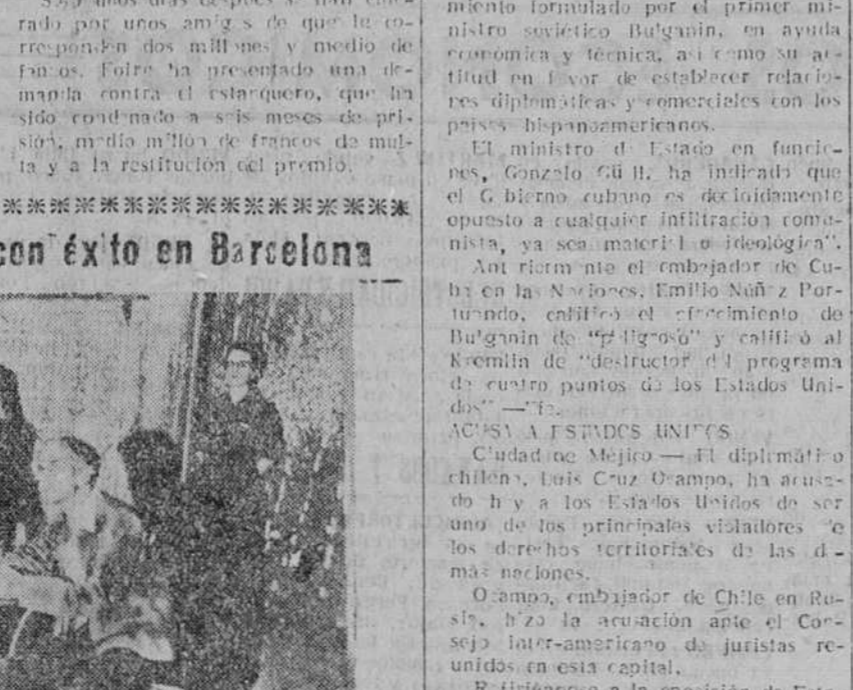 rado por unos amigos de que le co-
rresponden dos millones y medio de
francos. Foire ha presentado una de-
manda contra el estanquero, que ha
sido condenado a seis meses de pri-
sión, medio millón de francos de mul-
ta y a la restitución del premio.
con éxito en Barcelona
miento formulado por el primer mi-
nistro soviético Bulganin, en ayuda
económica y técnica, así como su ac-
titud en favor de establecer relacio-
nes diplomáticas y comerciales con los
países hispanoamericanos.
El ministro de Estado en funcio-
nes, Gonzalo Güell, ha indicado que
el Gobierno cubano es decididamente
opuesto a cualquier infiltración comu-
nista, ya sea material o ideológica".
Anteriormente el embajador de Cu-
ba en las Naciones, Emilio Núñez Por-
tuondo, calificó el ofrecimiento de
Bulganin de "peligroso" y calificó al
Kremlin de "destructor del programa
de cuatro puntos de los Estados Uni-
dos" —Efe.
ACUSA A ESTADOS UNIDOS
Ciudad de Méjico — El diplomático
chileno, Luis Cruz Ocampo, ha acusa-
do hoy a los Estados Unidos de ser
uno de los principales violadores de
los derechos territoriales de las de-
más naciones.
Ocampo, embajador de Chile en Ru-
sia, hizo la acusación ante el Con-
sejo inter-americano de juristas re-
unidos en esta capital.